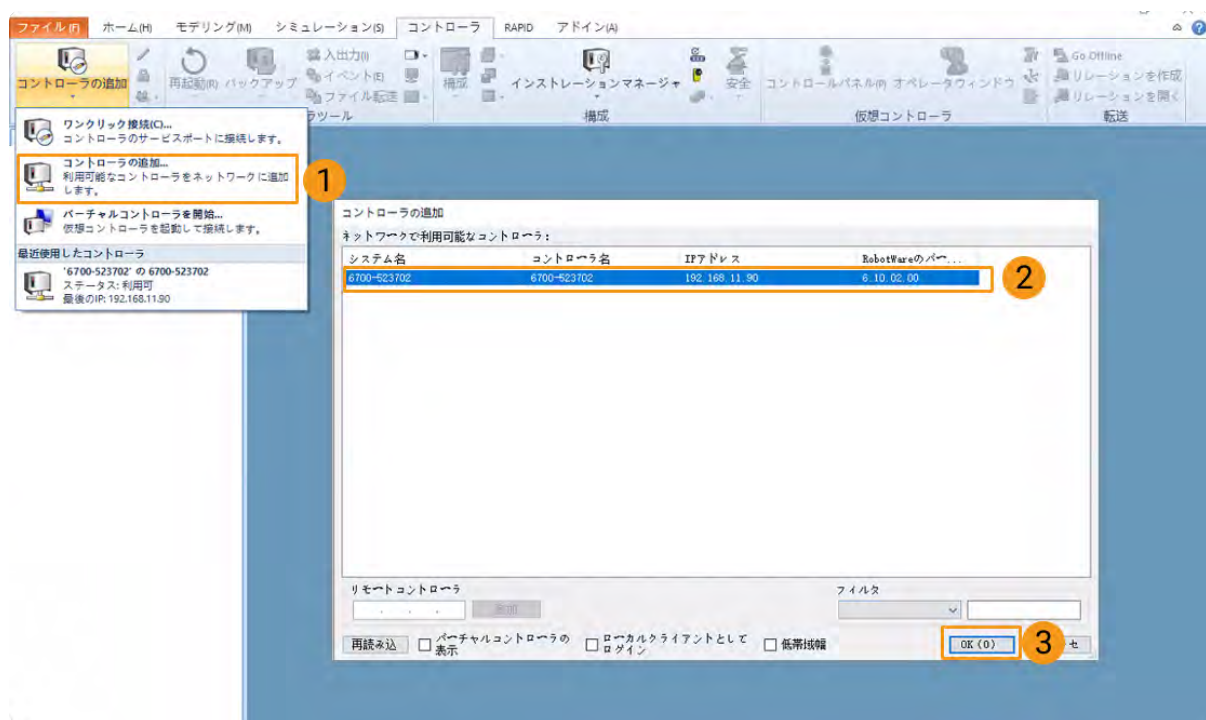 ファイル(F) ホーム(H) モデリング(M) シミュレーション(S) コントローラ RAPID アドイン(A)
コントローラの追加
再起動(R)
バックアップ
入出力(I)
イベント(E)
ファイル転送
構成
インストレーションマネージャ
安全
コントロールパネル(P)
オペレータウィンドウ
Go Offline
リレーションを作成
リレーションを開く
ラツール
構成
仮想コントローラ
転送
ワンクリック接続(C)...
コントローラのサービスポートに接続します。
コントローラの追加...
利用可能なコントローラをネットワークに追加
します。
バーチャルコントローラを開始...
仮想コントローラを起動して接続します。
最近使用したコントローラ
'6700-523702' の 6700-523702
ステータス: 利用可
最後のIP: 192.168.11.90
1
コントローラの追加
ネットワークで利用可能なコントローラ:
システム名 コントローラ名 IPアドレス RobotWareのバー...
6700-523702 6700-523702 192.168.11.90 6.10.02.00
2
リモートコントローラ
フィルタ
追加
再読み込
バーチャルコントローラの
表示
ローカルクライアントとして
ログイン
低帯域幅
OK(O)
3
セ